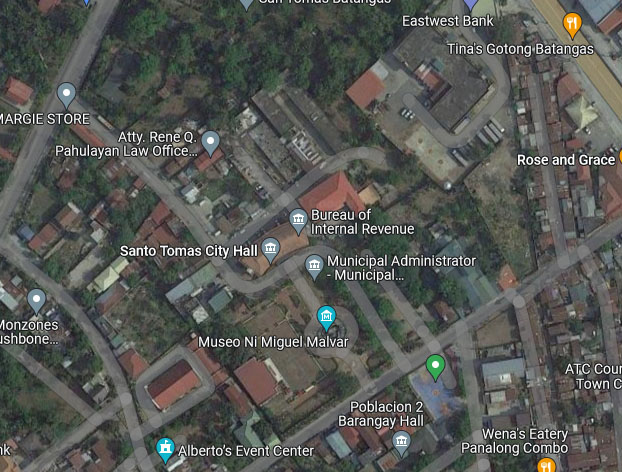 San Tomas Batangas
Eastwest Bank
Tina's Gotong Batangas
MARGIE STORE
Atty. Rene Q.
Pahulayan Law Office...
Rose and Grace
Bureau of
Internal Revenue
Santo Tomas City Hall
Municipal Administrator
- Municipal...
Monzones
ushbone...
Museo Ni Miguel Malvar
ATC Cour
Town C
Poblacion 2
Barangay Hall
Wena's Eatery
Panalong Combo
nk
Alberto's Event Center